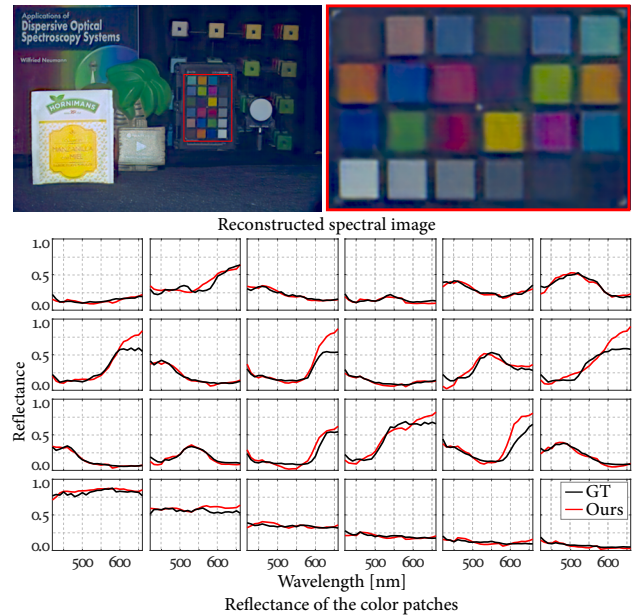 Applications of
Dispersive Optical
Spectroscopy Systems
Wilfried Neumann
HORNIMANS
MANZANILLA
Reconstructed spectral image
1.0
0.5
0.0
1.0
0.5
0.0
1.0
0.5
0.0
1.0
0.5
0.0
Reflectance
GT
Ours
500 600 500 600 500 600 500 600 500 600 500 600
Wavelength [nm]
Reflectance of the color patches